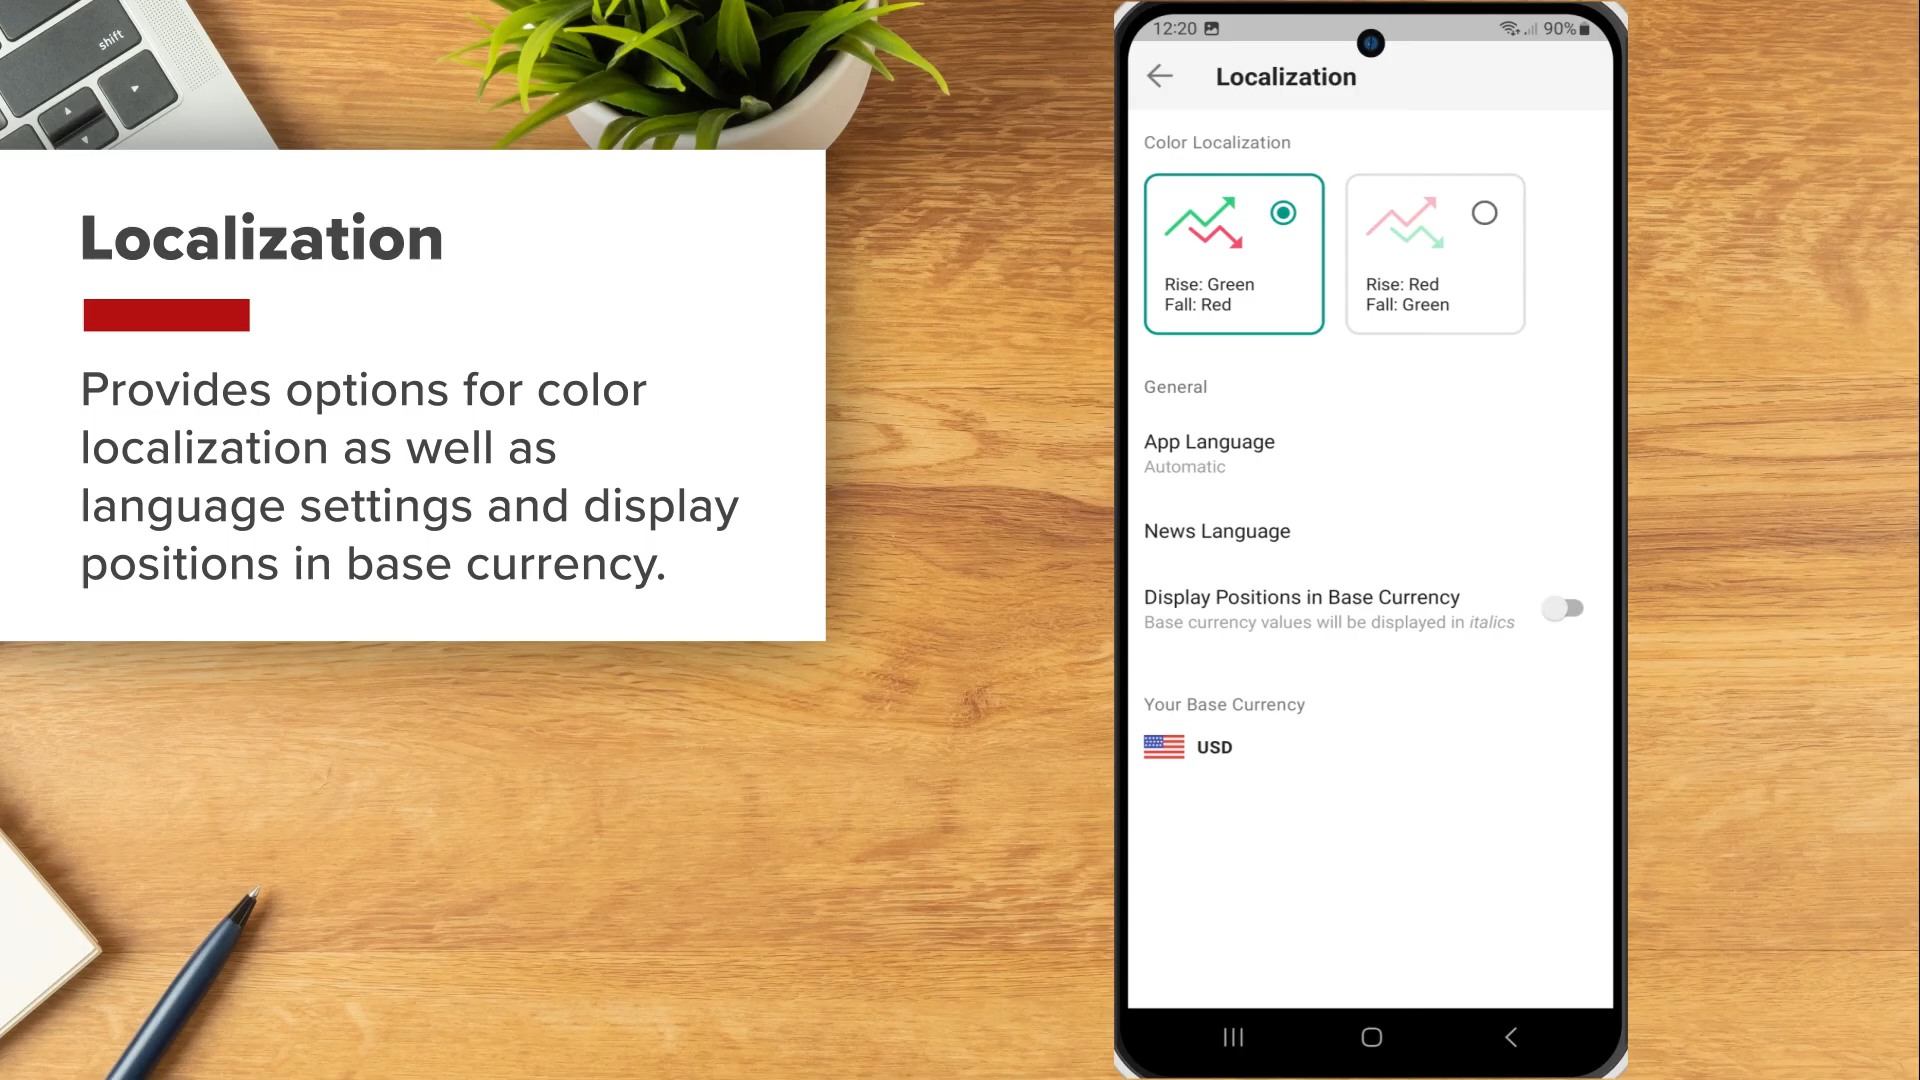 shift
Localization
Provides options for color
localization as well as
language settings and display
positions in base currency.
12:20
90%
Localization
Color Localization
Rise: Green
Fall: Red
Rise: Red
Fall: Green
General
App Language
Automatic
News Language
Display Positions in Base Currency
Base currency values will be displayed in italics
Your Base Currency
USD